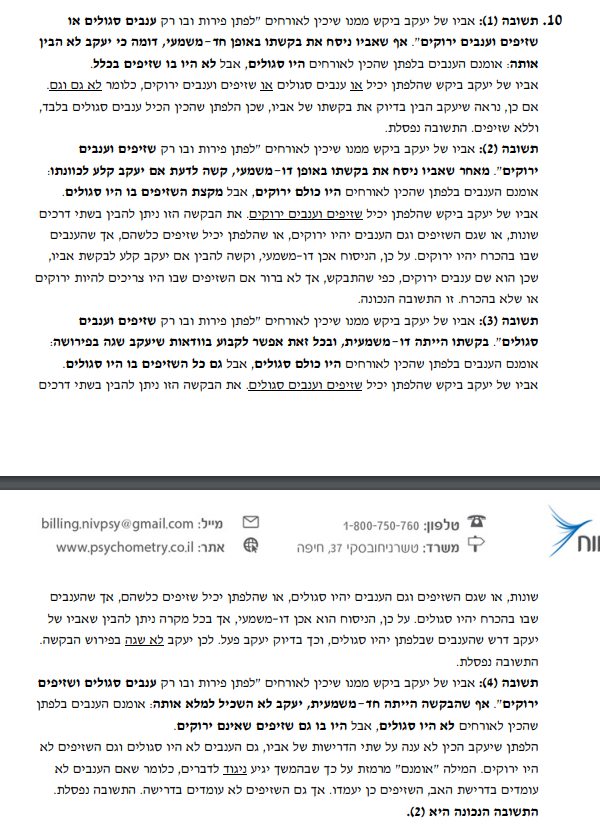 10. תשובה (1): אביו של יעקב ביקש ממנו שיכין לאורחים "לפתן פירות ובו רק ענבים סגולים או
שזיפים וענבים ירוקים". אף שאביו ניסח את בקשתו באופן חד-משמעי, דומה כי יעקב לא הבין
אותה: אומנם הענבים בלפתן שהכין לאורחים היו סגולים, אבל לא היו בו שזיפים בכלל.
אביו של יעקב ביקש שהלפתן יכיל או ענבים סגולים או שזיפים וענבים ירוקים, כלומר לא גם וגם.
אם כן, נראה שיעקב הבין בדיוק את בקשתו של אביו, שכן הלפתן שהכין הכיל ענבים סגולים בלבד,
וללא שזיפים. התשובה נפסלת.
תשובה (2): אביו של יעקב ביקש ממנו שיכין לאורחים "לפתן פירות ובו רק שזיפים וענבים
ירוקים". מאחר שאביו ניסח את בקשתו באופן דו-משמעי, קשה לדעת אם יעקב קלע לכוונתו:
אומנם הענבים בלפתן שהכין לאורחים היו כולם ירוקים, אבל מקצת השזיפים בו היו סגולים.
אביו של יעקב ביקש שהלפתן יכיל שזיפים וענבים ירוקים. את הבקשה הזו ניתן להבין בשתי דרכים
שונות, או שגם השזיפים וגם הענבים יהיו ירוקים, או שהלפתן יכיל שזיפים כלשהם, אך שהענבים
שבו בהכרח יהיו ירוקים. על כן, הניסוח אכן דו-משמעי, וקשה להבין אם יעקב קלע לבקשת אביו,
שכן הוא שם ענבים ירוקים, כפי שהתבקש, אך לא ברור אם השזיפים שבו היו צריכים להיות ירוקים
או שלא בהכרח. זו התשובה הנכונה.
תשובה (3): אביו של יעקב ביקש ממנו שיכין לאורחים "לפתן פירות ובו רק שזיפים וענבים
סגולים". בקשתו הייתה דו-משמעית, ובכל זאת אפשר לקבוע בוודאות שיעקב שגה בפירושה:
אומנם הענבים בלפתן שהכין לאורחים היו כולם סגולים, אבל גם כל השזיפים בו היו סגולים.
אביו של יעקב ביקש שהלפתן יכיל שזיפים וענבים סגולים. את הבקשה הזו ניתן להבין בשתי דרכים
טלפון: 1-800-750-760 מייל: billing.nivpsy@gmail.com
משרד: טשרניחובסקי 37, חיפה אתר: www.psychometry.co.il
שונות, או שגם השזיפים וגם הענבים יהיו סגולים, או שהלפתן יכיל שזיפים כלשהם, אך שהענבים
שבו בהכרח יהיו סגולים. על כן, הניסוח הוא אכן דו-משמעי, אך בכל מקרה ניתן להבין שאביו של
יעקב דרש שהענבים שבלפתן יהיו סגולים, וכך בדיוק יעקב פעל. לכן יעקב לא שגה בפירוש הבקשה.
התשובה נפסלת.
תשובה (4): אביו של יעקב ביקש ממנו שיכין לאורחים "לפתן פירות ובו רק ענבים סגולים ושזיפים
ירוקים". אף שהבקשה הייתה חד-משמעית, יעקב לא השכיל למלא אותה: אומנם הענבים בלפתן
שהכין לאורחים לא היו סגולים, אבל היו בו גם שזיפים שאינם ירוקים.
הלפתן שיעקב הכין לא ענה על שתי הדרישות של אביו, גם הענבים לא היו סגולים וגם השזיפים לא
היו ירוקים. המילה "אומנם" מרמזת על כך שבהמשך יגיע ניגוד לדברים, כלומר שאם הענבים לא
עומדים בדרישת האב, השזיפים כן יעמדו. אך גם השזיפים לא עומדים בדרישה. התשובה נפסלת.
התשובה הנכונה היא (2).